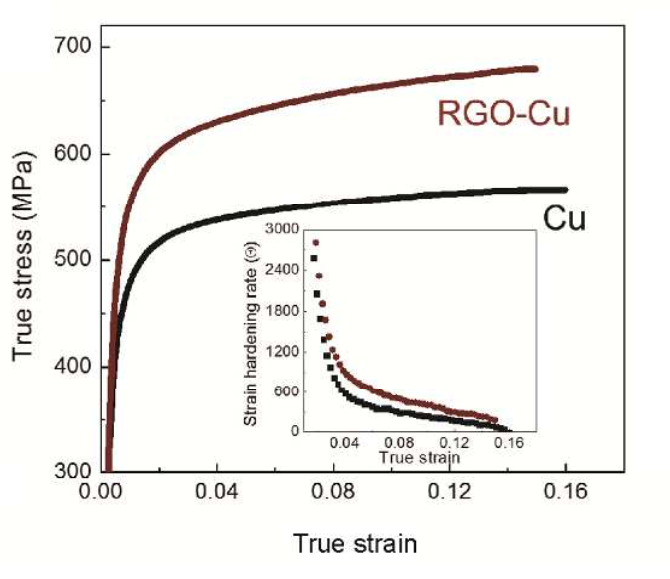 700
600
500
400
300
True stress (MPa)
RGO-Cu
Cu
3000
2400
1800
1200
600
0
Strain hardening rate (Θ)
0.04 0.08 0.12 0.16
True strain
0.00 0.04 0.08 0.12 0.16
True strain